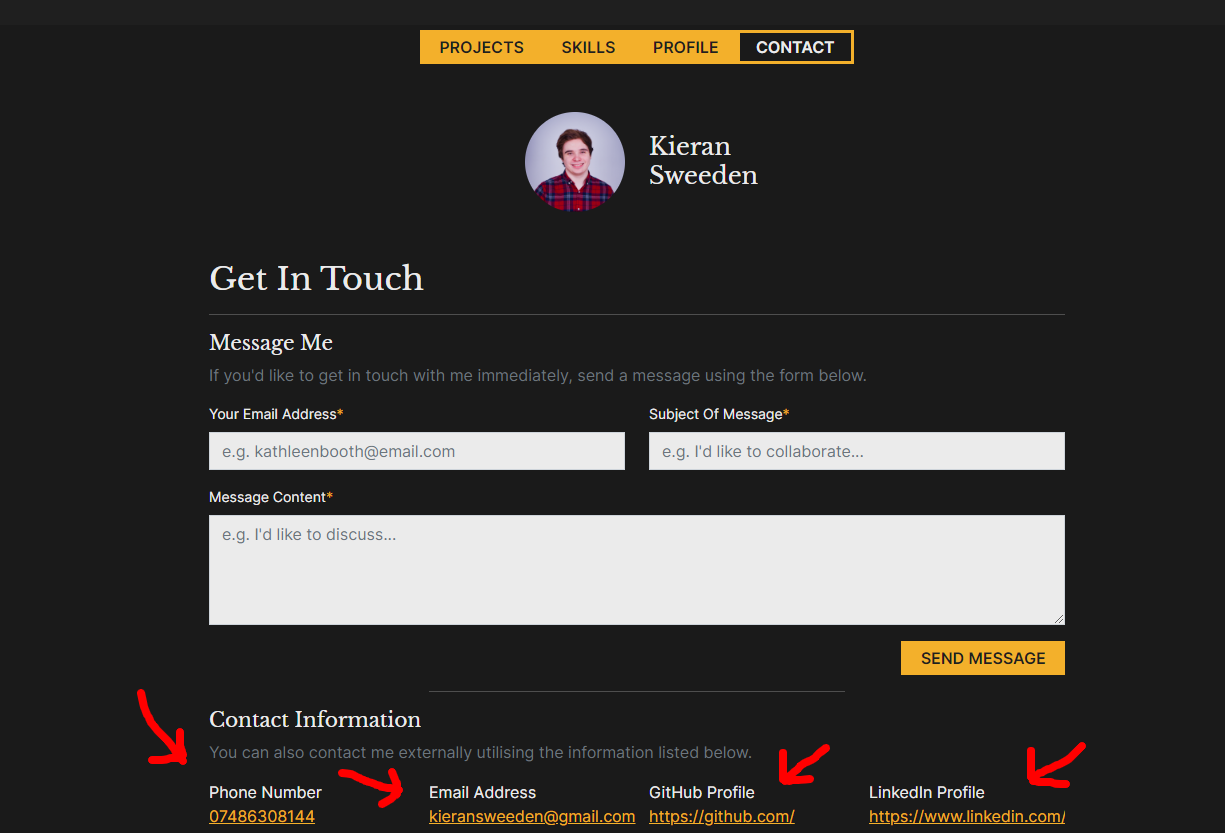 PROJECTS SKILLS PROFILE CONTACT
Kieran
Sweeden
Get In Touch
Message Me
If you'd like to get in touch with me immediately, send a message using the form below.
Your Email Address* Subject Of Message*
e.g. kathleenbooth@email.com e.g. I'd like to collaborate...
Message Content*
e.g. I'd like to discuss...
SEND MESSAGE
Contact Information
You can also contact me externally utilising the information listed below.
Phone Number Email Address GitHub Profile LinkedIn Profile
07486308144 kieransweeden@gmail.com https://github.com/ https://www.linkedin.com/